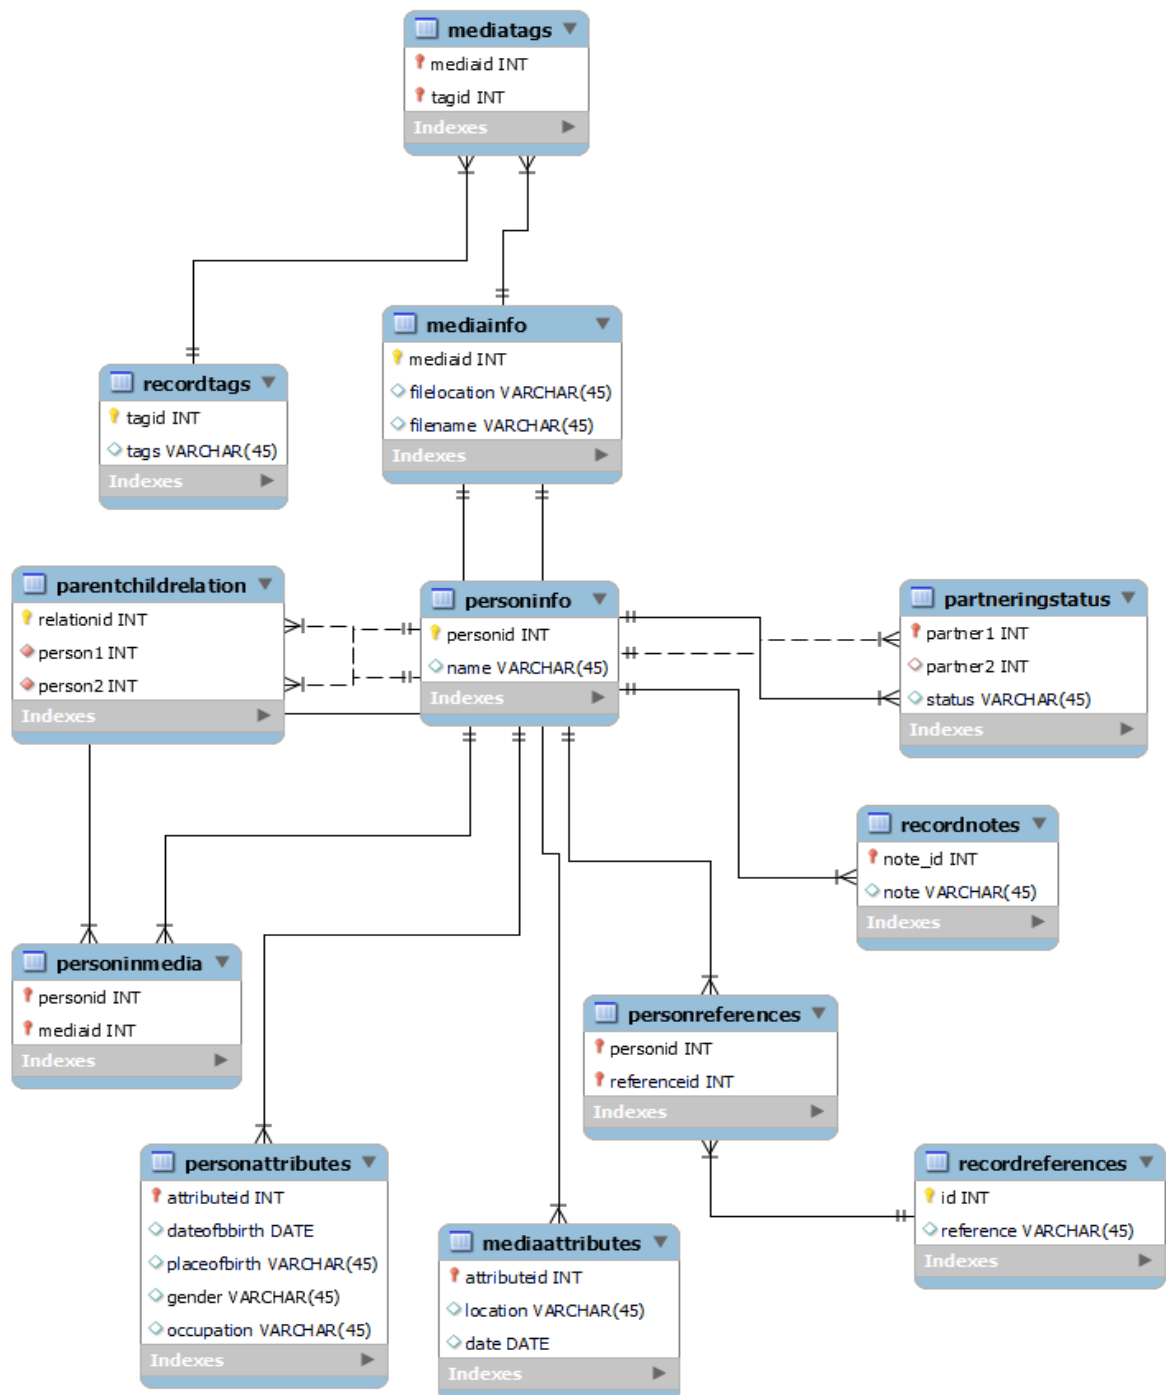 mediatags
mediaid INT
tagid INT
Indexes
mediainfo
mediaid INT
filelocation VARCHAR(45)
filename VARCHAR(45)
Indexes
recordtags
tagid INT
tags VARCHAR(45)
Indexes
parentchildrelation
relationid INT
person1 INT
person2 INT
Indexes
personinfo
personid INT
name VARCHAR(45)
Indexes
partneringstatus
partner1 INT
partner2 INT
status VARCHAR(45)
Indexes
recordnotes
note_id INT
note VARCHAR(45)
Indexes
personinmedia
personid INT
mediaid INT
Indexes
personreferences
personid INT
referenceid INT
Indexes
personattributes
attributeid INT
dateofbbirth DATE
placeofbirth VARCHAR(45)
gender VARCHAR(45)
occupation VARCHAR(45)
Indexes
mediaattributes
attributeid INT
location VARCHAR(45)
date DATE
Indexes
recordreferences
id INT
reference VARCHAR(45)
Indexes